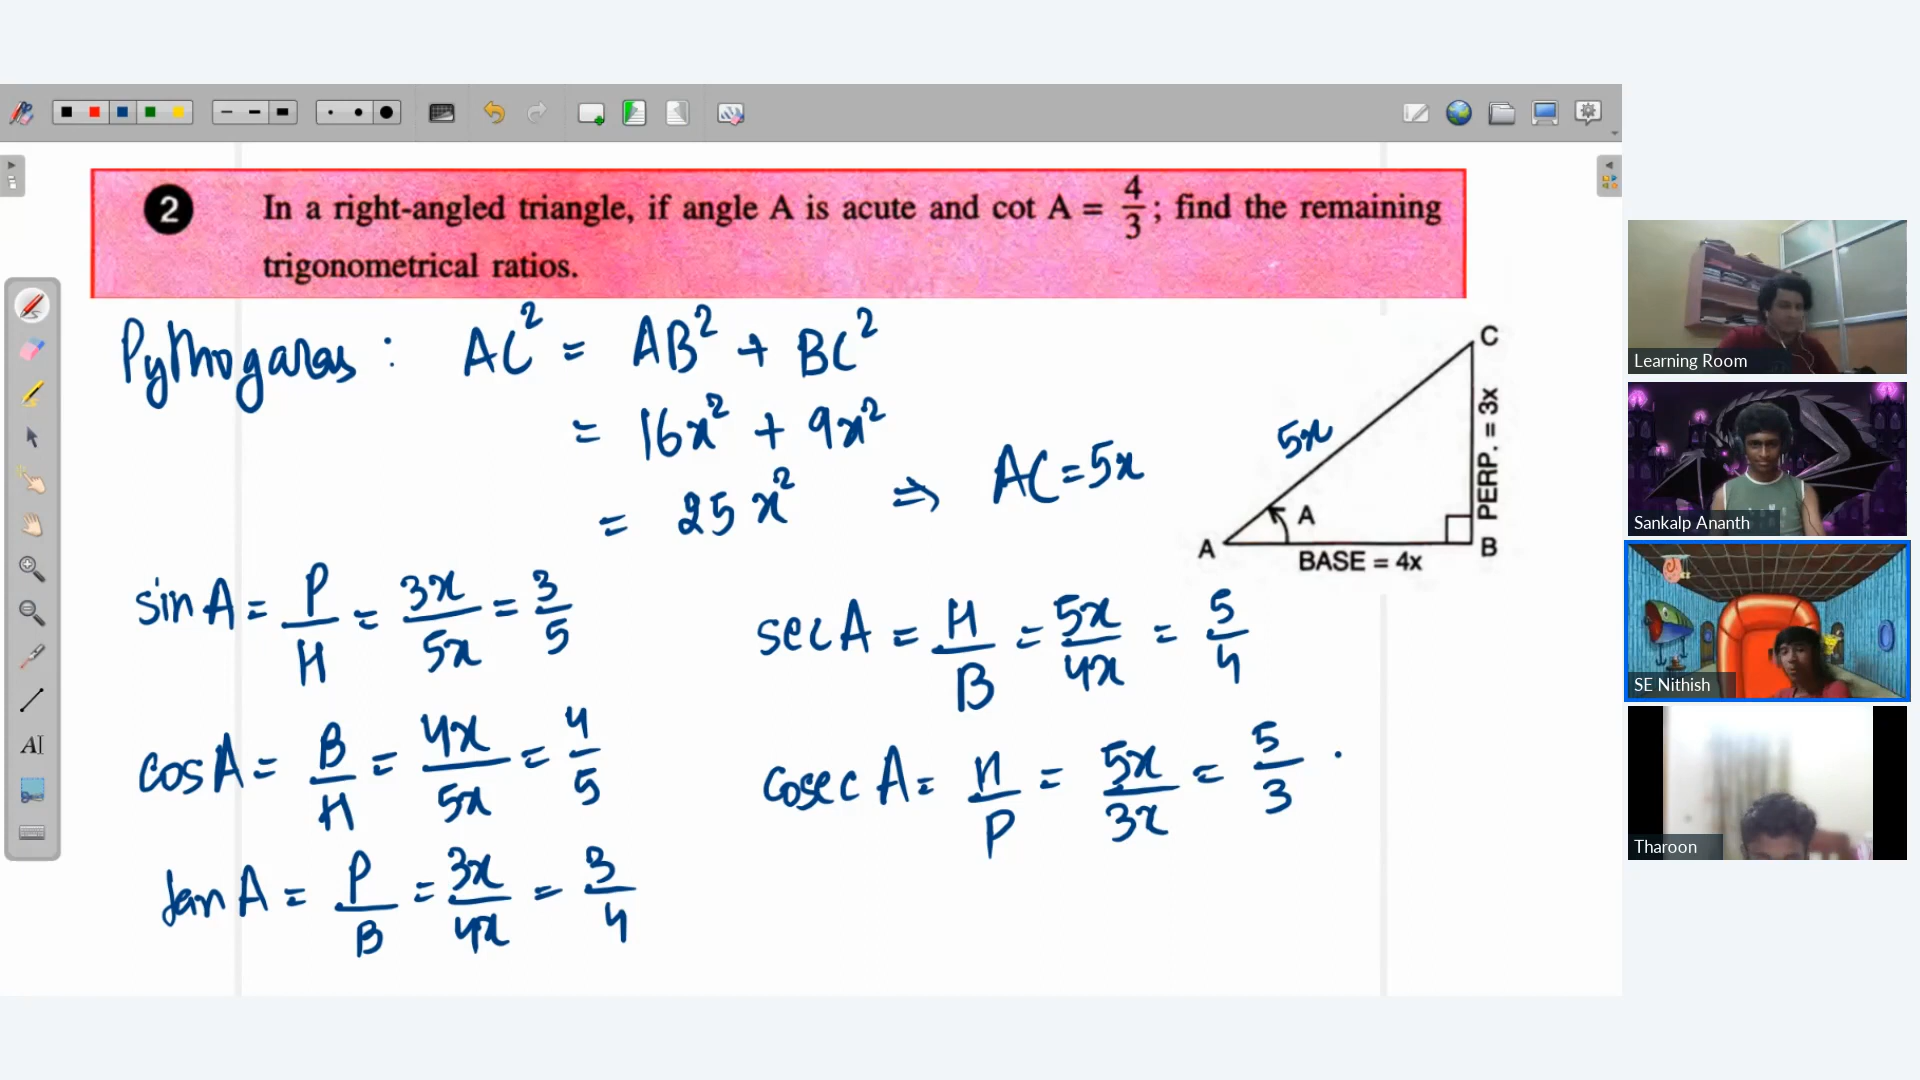 2 In a right-angled triangle, if angle A is acute and cot A = 4/3; find the remaining
trigonometrical ratios.
Pythogaras : AC² = AB² + BC²
= 16x² + 9x²
= 25x² ⇒ AC = 5x
C
5x
PERP. = 3x
A
A
B
BASE = 4x
sin A = P/H = 3x/5x = 3/5
sec A = H/B = 5x/4x = 5/4
cos A = B/H = 4x/5x = 4/5
cosec A = H/P = 5x/3x = 5/3 .
tan A = P/B = 3x/4x = 3/4
AI
Learning Room
Sankalp Ananth
SE Nithish
Tharoon